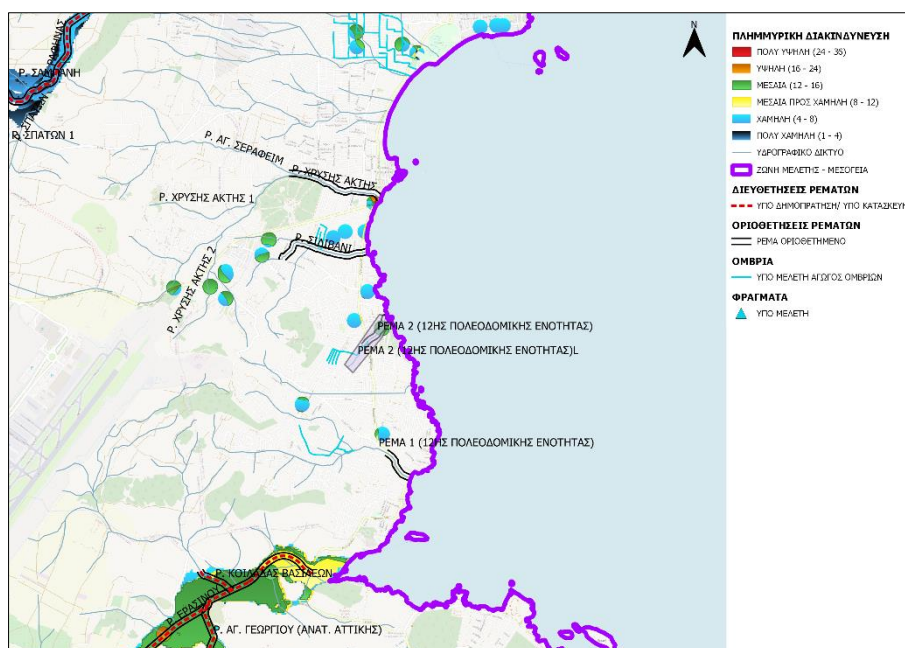 N
Ρ. ΡΑΦΗΝΑΣ
Ρ. ΣΑΜΠΑΝΗ
Ρ. ΣΠΑΤΩΝ 1
Ρ. ΑΓ. ΣΕΡΑΦΕΙΜ
Ρ. ΧΡΥΣΗΣ ΑΚΤΗΣ
Ρ. ΧΡΥΣΗΣ ΑΚΤΗΣ 1
Ρ. ΣΙΛΙΒΑΝΙ
Ρ. ΧΡΥΣΗΣ ΑΚΤΗΣ 2
ΡΕΜΑ 2 (12ΗΣ ΠΟΛΕΟΔΟΜΙΚΗΣ ΕΝΟΤΗΤΑΣ)
ΡΕΜΑ 2 (12ΗΣ ΠΟΛΕΟΔΟΜΙΚΗΣ ΕΝΟΤΗΤΑΣ)L
ΡΕΜΑ 1 (12ΗΣ ΠΟΛΕΟΔΟΜΙΚΗΣ ΕΝΟΤΗΤΑΣ)
Ρ. ΚΟΙΛΑΔΑΣ ΒΑΣΙΛΕΩΝ
Ρ. ΕΡΑΣΙΝΟΥ
Ρ. ΑΓ. ΓΕΩΡΓΙΟΥ (ΑΝΑΤ. ΑΤΤΙΚΗΣ)
ΠΛΗΜΜΥΡΙΚΗ ΔΙΑΚΙΝΔΥΝΕΥΣΗ
ΠΟΛΥ ΥΨΗΛΗ (24 - 36)
ΥΨΗΛΗ (16 - 24)
ΜΕΣΑΙΑ (12 - 16)
ΜΕΣΑΙΑ ΠΡΟΣ ΧΑΜΗΛΗ (8 - 12)
ΧΑΜΗΛΗ (4 - 8)
ΠΟΛΥ ΧΑΜΗΛΗ (1 - 4)
ΥΔΡΟΓΡΑΦΙΚΟ ΔΙΚΤΥΟ
ΖΩΝΗ ΜΕΛΕΤΗΣ - ΜΕΣΟΓΕΙΑ
ΔΙΕΥΘΕΤΗΣΕΙΣ ΡΕΜΑΤΩΝ
ΥΠΟ ΔΗΜΟΠΡΑΤΗΣΗ/ ΥΠΟ ΚΑΤΑΣΚΕΥΗ
ΟΡΙΟΘΕΤΗΣΕΙΣ ΡΕΜΑΤΩΝ
ΡΕΜΑ ΟΡΙΟΘΕΤΗΜΕΝΟ
ΟΜΒΡΙΑ
ΥΠΟ ΜΕΛΕΤΗ ΑΓΩΓΟΣ ΟΜΒΡΙΩΝ
ΦΡΑΓΜΑΤΑ
ΥΠΟ ΜΕΛΕΤΗ